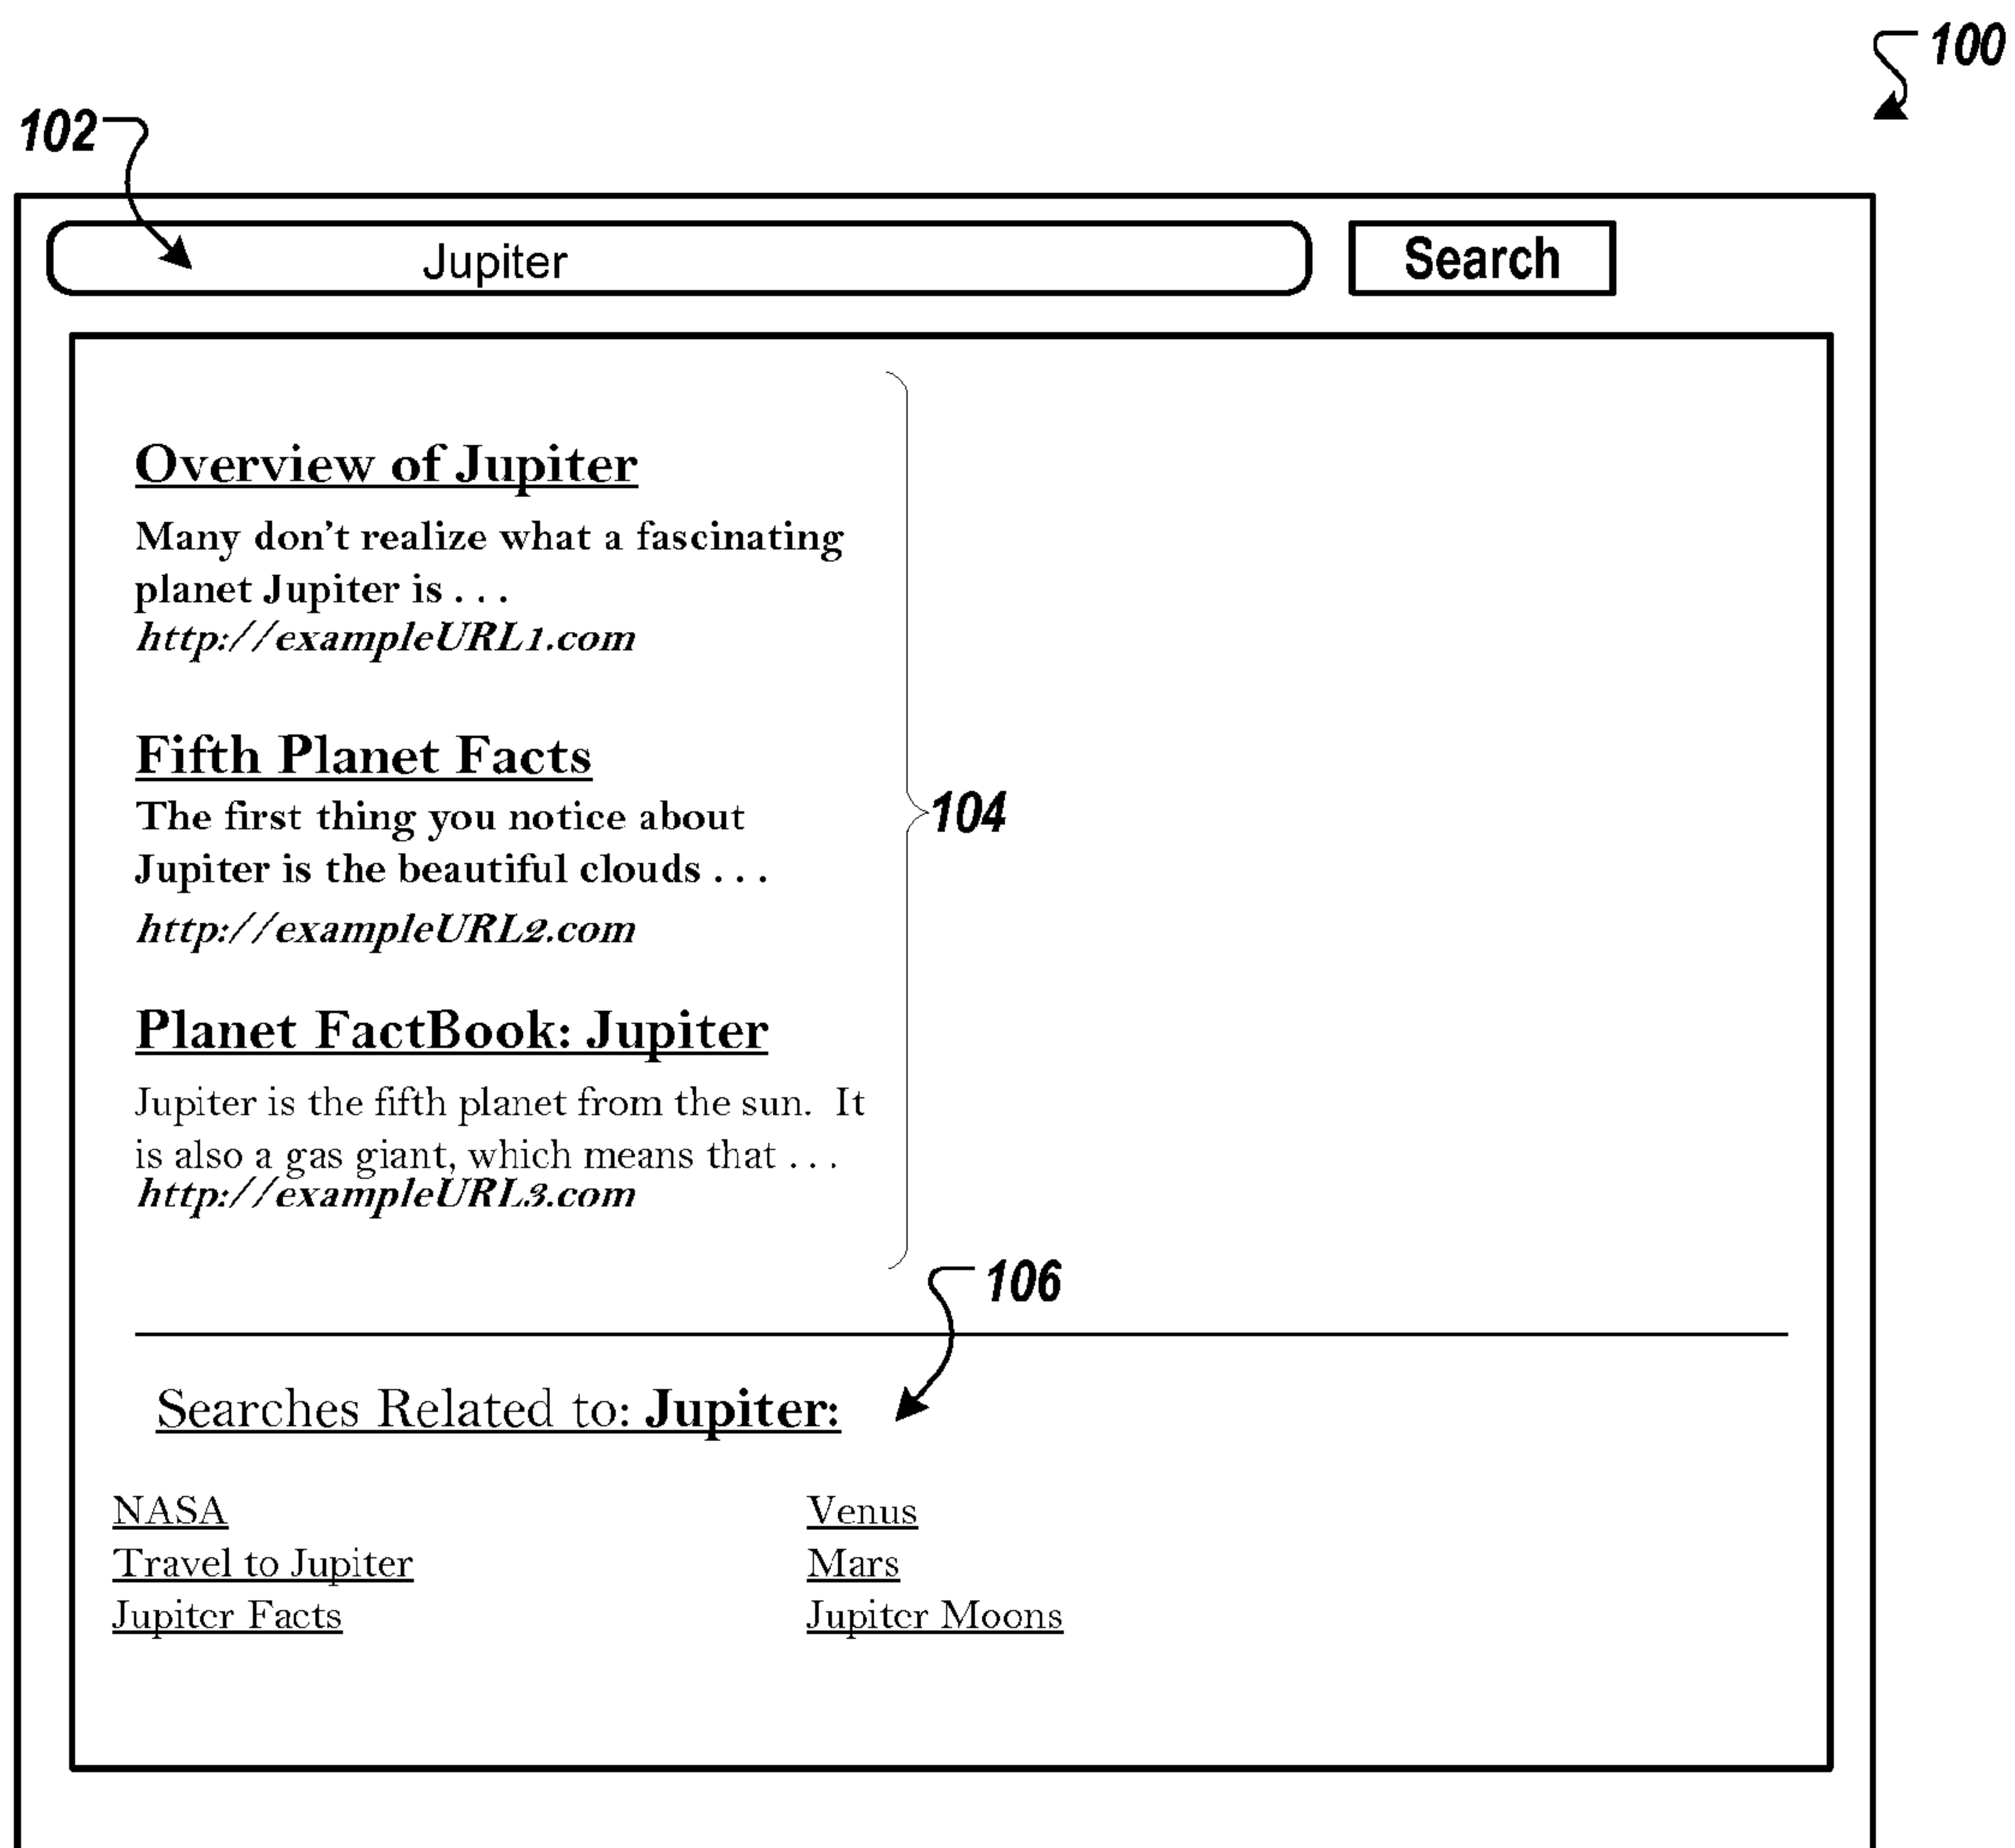 100
102
Jupiter Search
Overview of Jupiter
Many don't realize what a fascinating
planet Jupiter is . . .
http://exampleURL1.com
Fifth Planet Facts
The first thing you notice about
Jupiter is the beautiful clouds . . .
http://exampleURL2.com
104
Planet FactBook: Jupiter
Jupiter is the fifth planet from the sun.  It
is also a gas giant, which means that . . .
http://exampleURL3.com
106
Searches Related to: Jupiter:
NASA
Travel to Jupiter
Jupiter Facts
Venus
Mars
Jupiter Moons